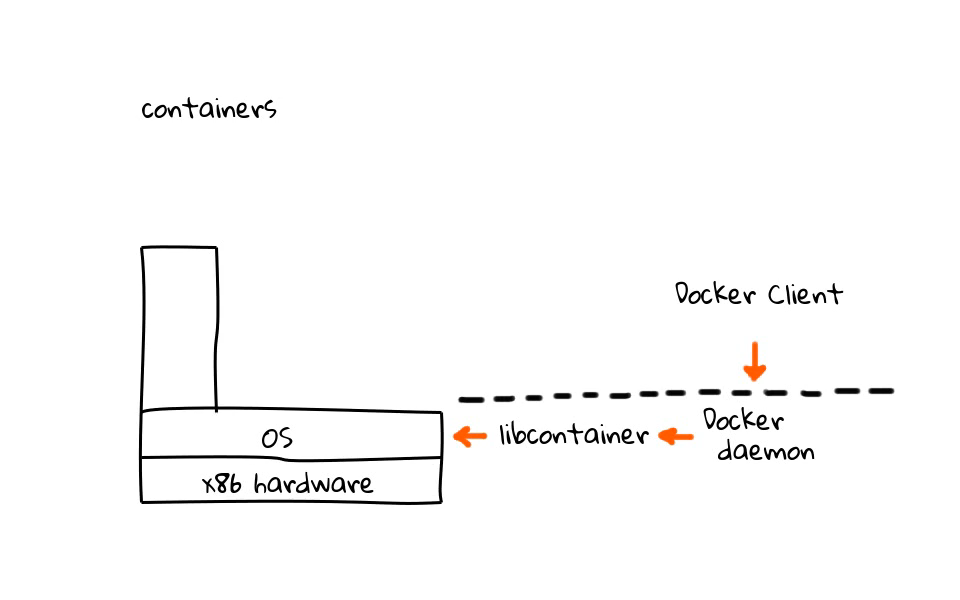 containers
Docker Client
Docker
daemon
libcontainer
OS
x86 hardware